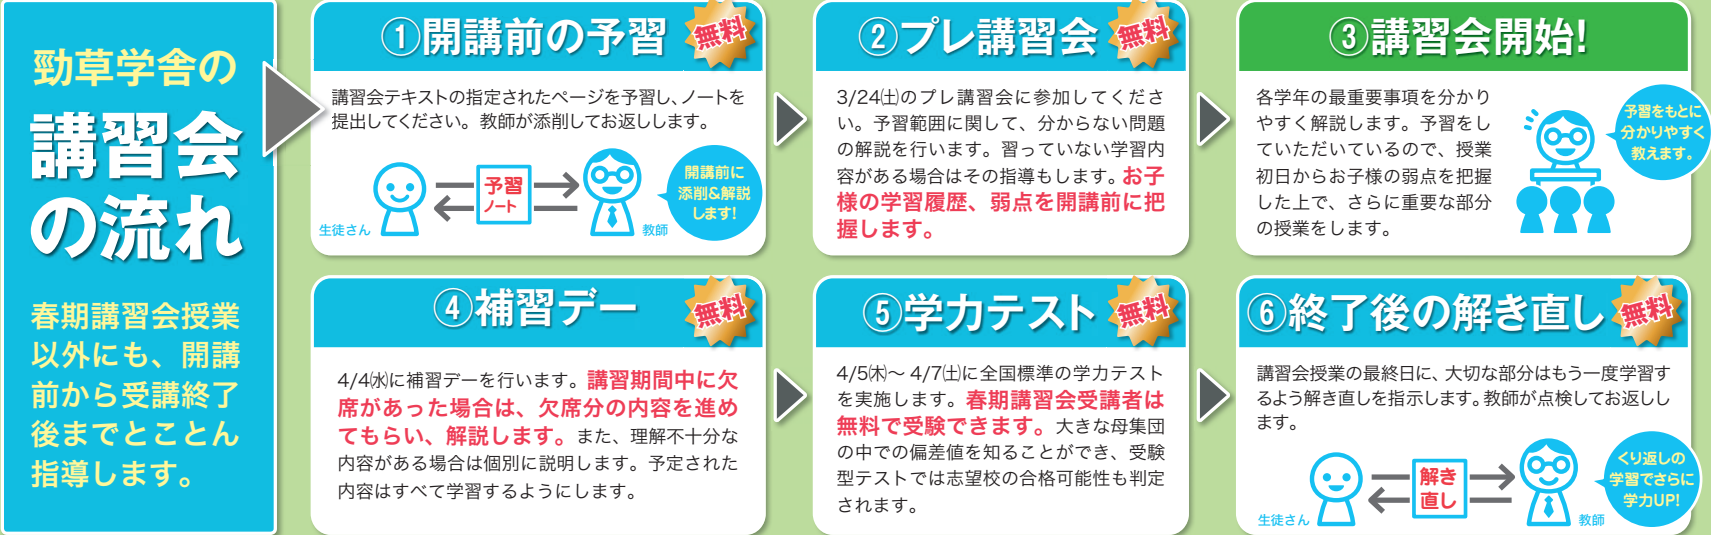 勁草学舎の
講習会
の流れ
春期講習会授業
以外にも、開講
前から受講終了
後までとことん
指導します。
①開講前の予習
無料
講習会テキストの指定されたページを予習し、ノートを
提出してください。教師が添削してお返しします。
生徒さん
予習
ノート
教師
開講前に
添削&解説
します!
②プレ講習会
無料
3/24㈯のプレ講習会に参加してくださ
い。予習範囲に関して、分からない問題
の解説を行います。習っていない学習内
容がある場合はその指導もします。お子
様の学習履歴、弱点を開講前に把
握します。
③講習会開始!
各学年の最重要事項を分かり
やすく解説します。予習をし
ていただいているので、授業
初日からお子様の弱点を把握
した上で、さらに重要な部分
の授業をします。
予習をもとに
分かりやすく
教えます。
④補習デー
無料
4/4㈬に補習デーを行います。講習期間中に欠
席があった場合は、欠席分の内容を進め
てもらい、解説します。また、理解不十分な
内容がある場合は個別に説明します。予定された
内容はすべて学習するようにします。
⑤学力テスト
無料
4/5㈭〜 4/7㈯に全国標準の学力テスト
を実施します。春期講習会受講者は
無料で受験できます。大きな母集団
の中での偏差値を知ることができ、受験
型テストでは志望校の合格可能性も判定
されます。
⑥終了後の解き直し
無料
講習会授業の最終日に、大切な部分はもう一度学習す
るよう解き直しを指示します。教師が点検してお返しし
ます。
生徒さん
解き
直し
教師
くり返しの
学習でさらに
学力UP!